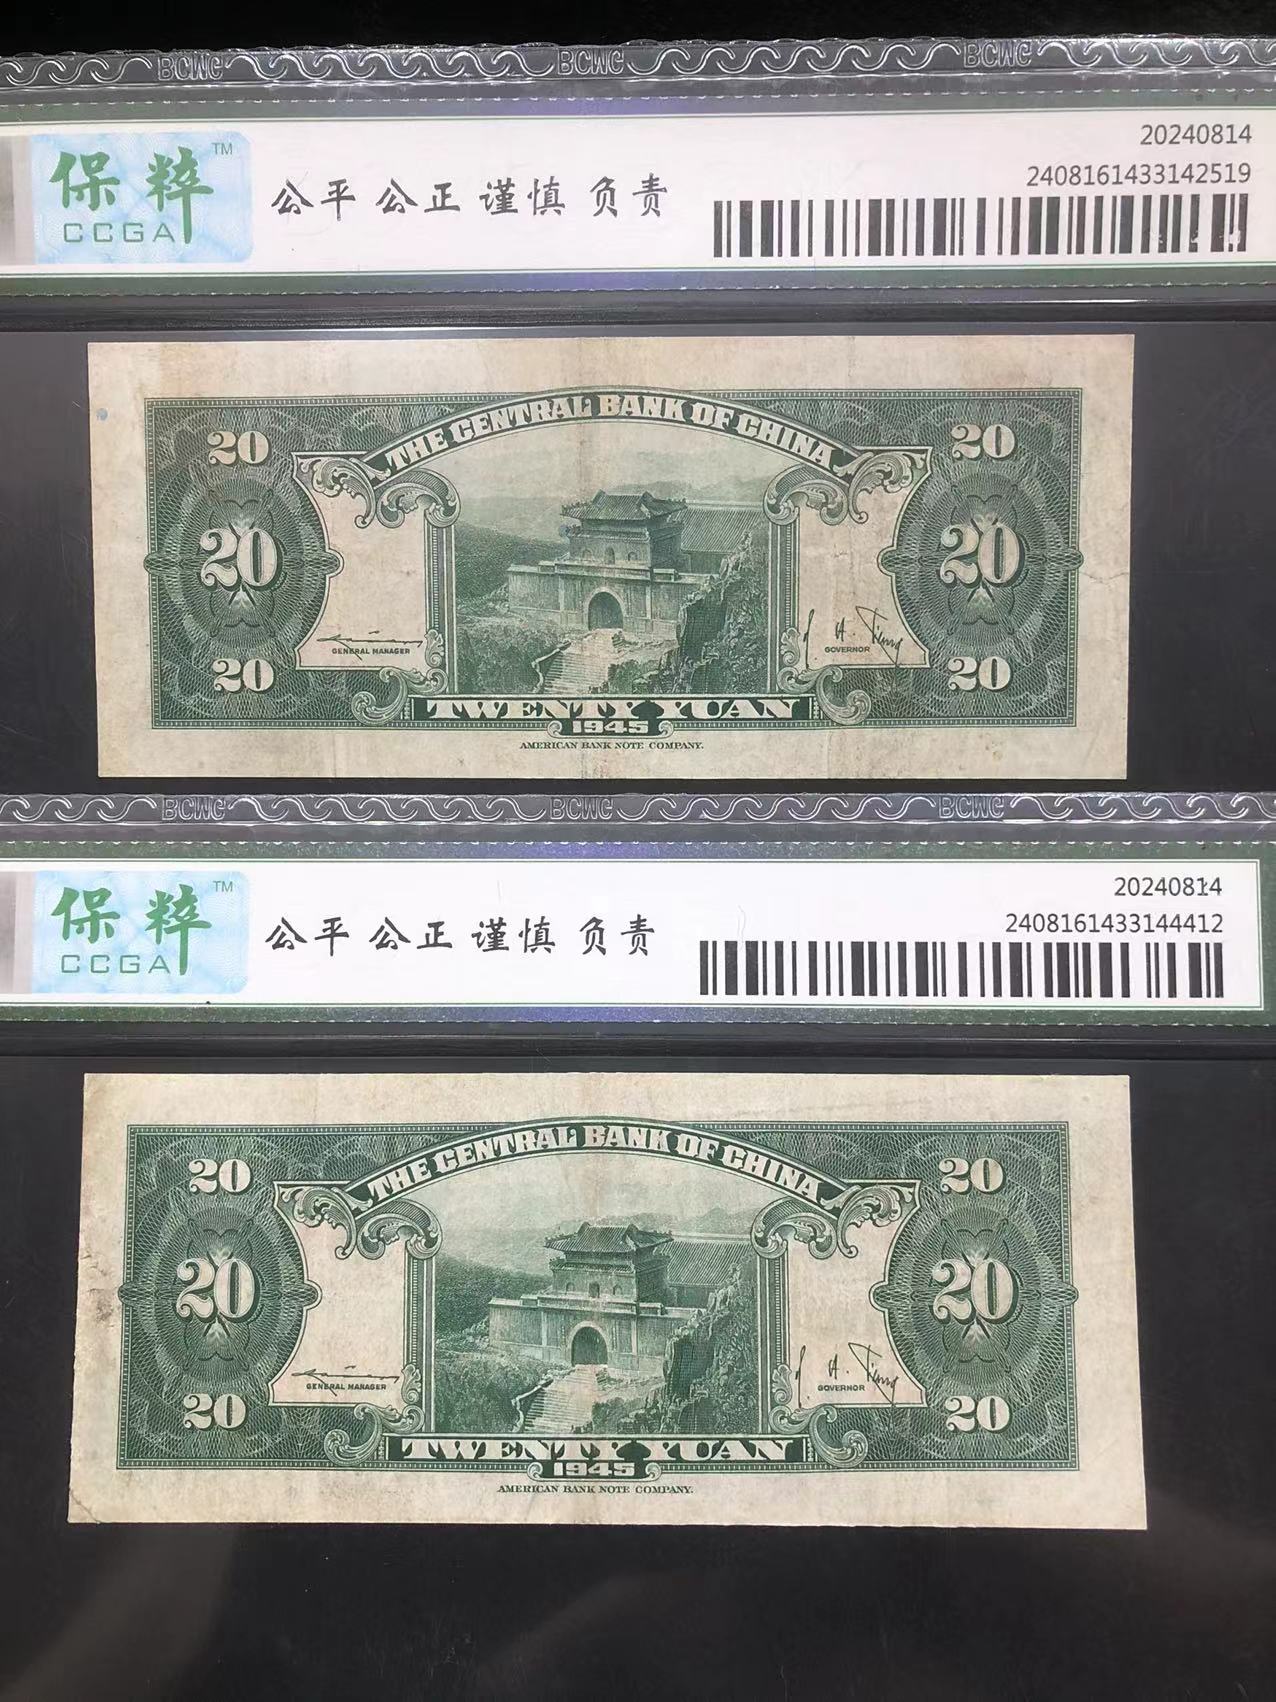 BCWC BCWC BCWC
保粹 TM
CCGA
公平 公正 谨慎 负责
20240814
2408161433142519
THE CENTRAL BANK OF CHINA
20 20
20 20
GENERAL MANAGER
GOVERNOR
20 20
TWENTY YUAN
1945
AMERICAN BANK NOTE COMPANY.
BCWC BCWC BCWC
保粹 TM
CCGA
公平 公正 谨慎 负责
20240814
2408161433144412
THE CENTRAL BANK OF CHINA
20 20
20 20
GENERAL MANAGER
GOVERNOR
20 20
TWENTY YUAN
1945
AMERICAN BANK NOTE COMPANY.